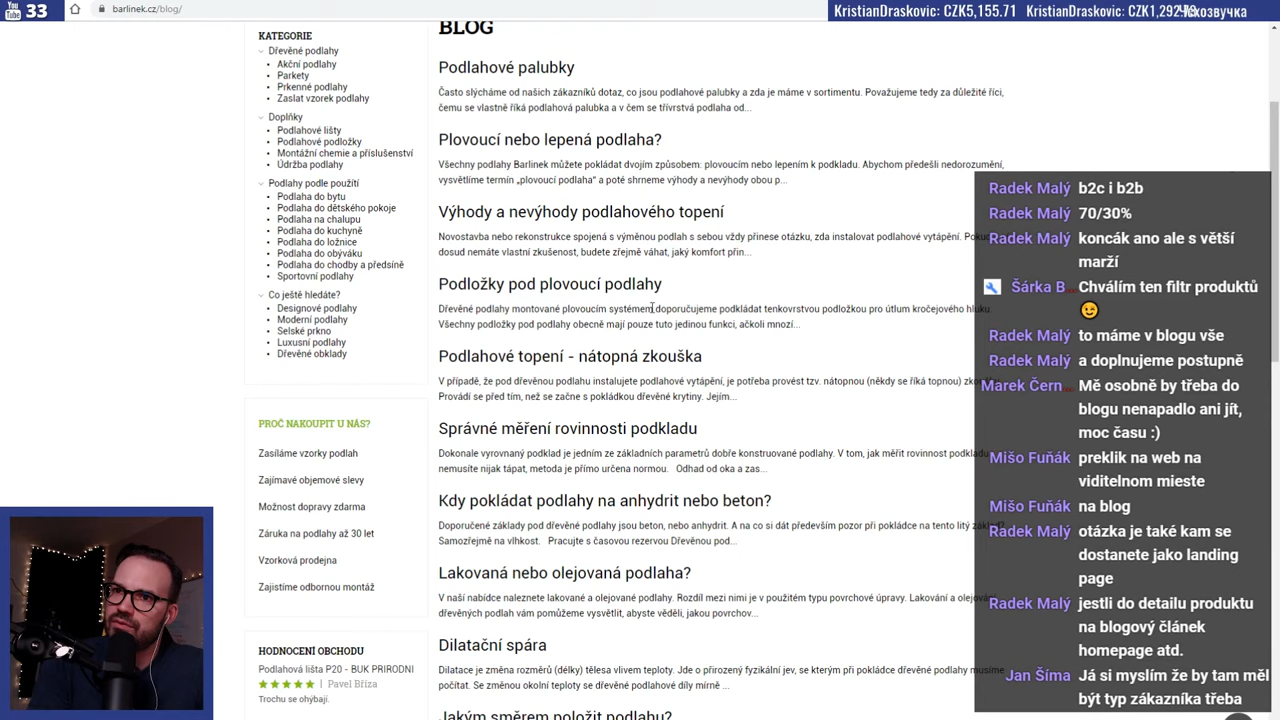 You Tube 33
barlinek.cz/blog/
KristianDraskovic: CZK5,155.71
BLOG
KATEGORIE
Dřevěné podlahy
Akční podlahy
Parkety
Prkenné podlahy
Zaslat vzorek podlahy
Doplňky
Podlahové lišty
Podlahové podložky
Montážní chemie a příslušenství
Údržba podlahy
Podlahy podle použítí
Podlaha do bytu
Podlaha do dětského pokoje
Podlaha na chalupu
Podlaha do kuchyně
Podlaha do ložnice
Podlaha do obýváku
Podlaha do chodby a předsíně
Sportovní podlahy
Co ještě hledáte?
Designové podlahy
Moderní podlahy
Selské prkno
Luxusní podlahy
Dřevěné obklady
PROČ NAKOUPIT U NÁS?
Zasíláme vzorky podlah
Zajímavé objemové slevy
Možnost dopravy zdarma
Záruka na podlahy až 30 let
Vzorková prodejna
Zajistíme odbornou montáž
HODNOCENÍ OBCHODU
Podlahová lišta P20 - BUK PRIRODNI
| Pavel Bříza
Trochu se ohýbají.
Podlahové palubky
Často slýcháme od našich zákazníků dotaz, co jsou podlahové palubky a zda je máme v sortimentu. Považujeme tedy za důležité říci,
čemu se vlastně říká podlahová palubka a v čem se třívrstvá podlaha od...
Plovoucí nebo lepená podlaha?
Všechny podlahy Barlinek můžete pokládat dvojím způsobem: plovoucím nebo lepením k podkladu. Abychom předešli nedorozumění,
vysvětlíme termín „plovoucí podlaha“ a poté shrneme výhody a nevýhody obou p...
Výhody a nevýhody podlahového topení
Novostavba nebo rekonstrukce spojená s výměnou podlah s sebou vždy přinese otázku, zda instalovat podlahové vytápění.
dosud nemáte vlastní zkušenost, budete zřejmě váhat, jaký komfort přin...
Podložky pod plovoucí podlahy
Dřevěné podlahy montované plovoucím systémem doporučujeme podkládat tenkovrstvou podložkou pro útlum kročejového hluku.
Všechny podložky pod podlahy obecně mají pouze tuto jedinou funkci, ačkoli mnozí...
Podlahové topení - nátopná zkouška
V případě, že pod dřevěnou podlahu instalujete podlahové vytápění, je potřeba provést tzv. nátopnou (někdy se říká topnou)
Provádí se před tím, než se začne s pokládkou dřevěné krytiny. Jejím...
Správné měření rovinnosti podkladu
Dokonale vyrovnaný podklad je jedním ze základních parametrů dobře konstruované podlahy. V tom, jak měřit rovinnost podkladu
nemusíte nijak tápat, metoda je přímo určena normou. Odhad od oka a zas...
Kdy pokládat podlahy na anhydrit nebo beton?
Doporučené základy pod dřevěné podlahy jsou beton, nebo anhydrit. A na co si dát především pozor při pokládce na tento litý základ?
Samozřejmě na vlhkost. Pracujte s časovou rezervou Dřevěnou pod...
Lakovaná nebo olejovaná podlaha?
V naší nabídce naleznete lakované a olejované podlahy. Rozdíl mezi nimi je v použitém typu povrchové úpravy. Lakování a
dřevěných podlah vám pomůžeme vysvětlit, abyste věděli, jakou povrchov...
Dilatační spára
Dilatace je změna rozměrů (délky) tělesa vlivem teploty. Jde o přirozený fyzikální jev, se kterým při pokládce dřevěné podlahy musíme
počítat. Se změnou okolní teploty se dřevěné podlahové díly mírně ...
Jakým směrem položit podlahu?
Radek Malý b2c i b2b
Radek Malý 70/30%
Radek Malý koncák ano ale s větší
marží
Šárka B Chválím ten filtr produktů
Radek Malý to máme v blogu vše
Radek Malý a doplnujeme postupně
Marek Čern Mě osobně by třeba do
blogu nenapadlo ani jít,
moc času :)
Mišo Fuňák preklik na web na
viditelnom mieste
Mišo Fuňák na blog
Radek Malý otázka je také kam se
dostanete jako landing
page
Radek Malý jestli do detailu produktu
na blogový článek
homepage atd.
Jan Šíma Já si myslím že by tam měl
být typ zákazníka třeba